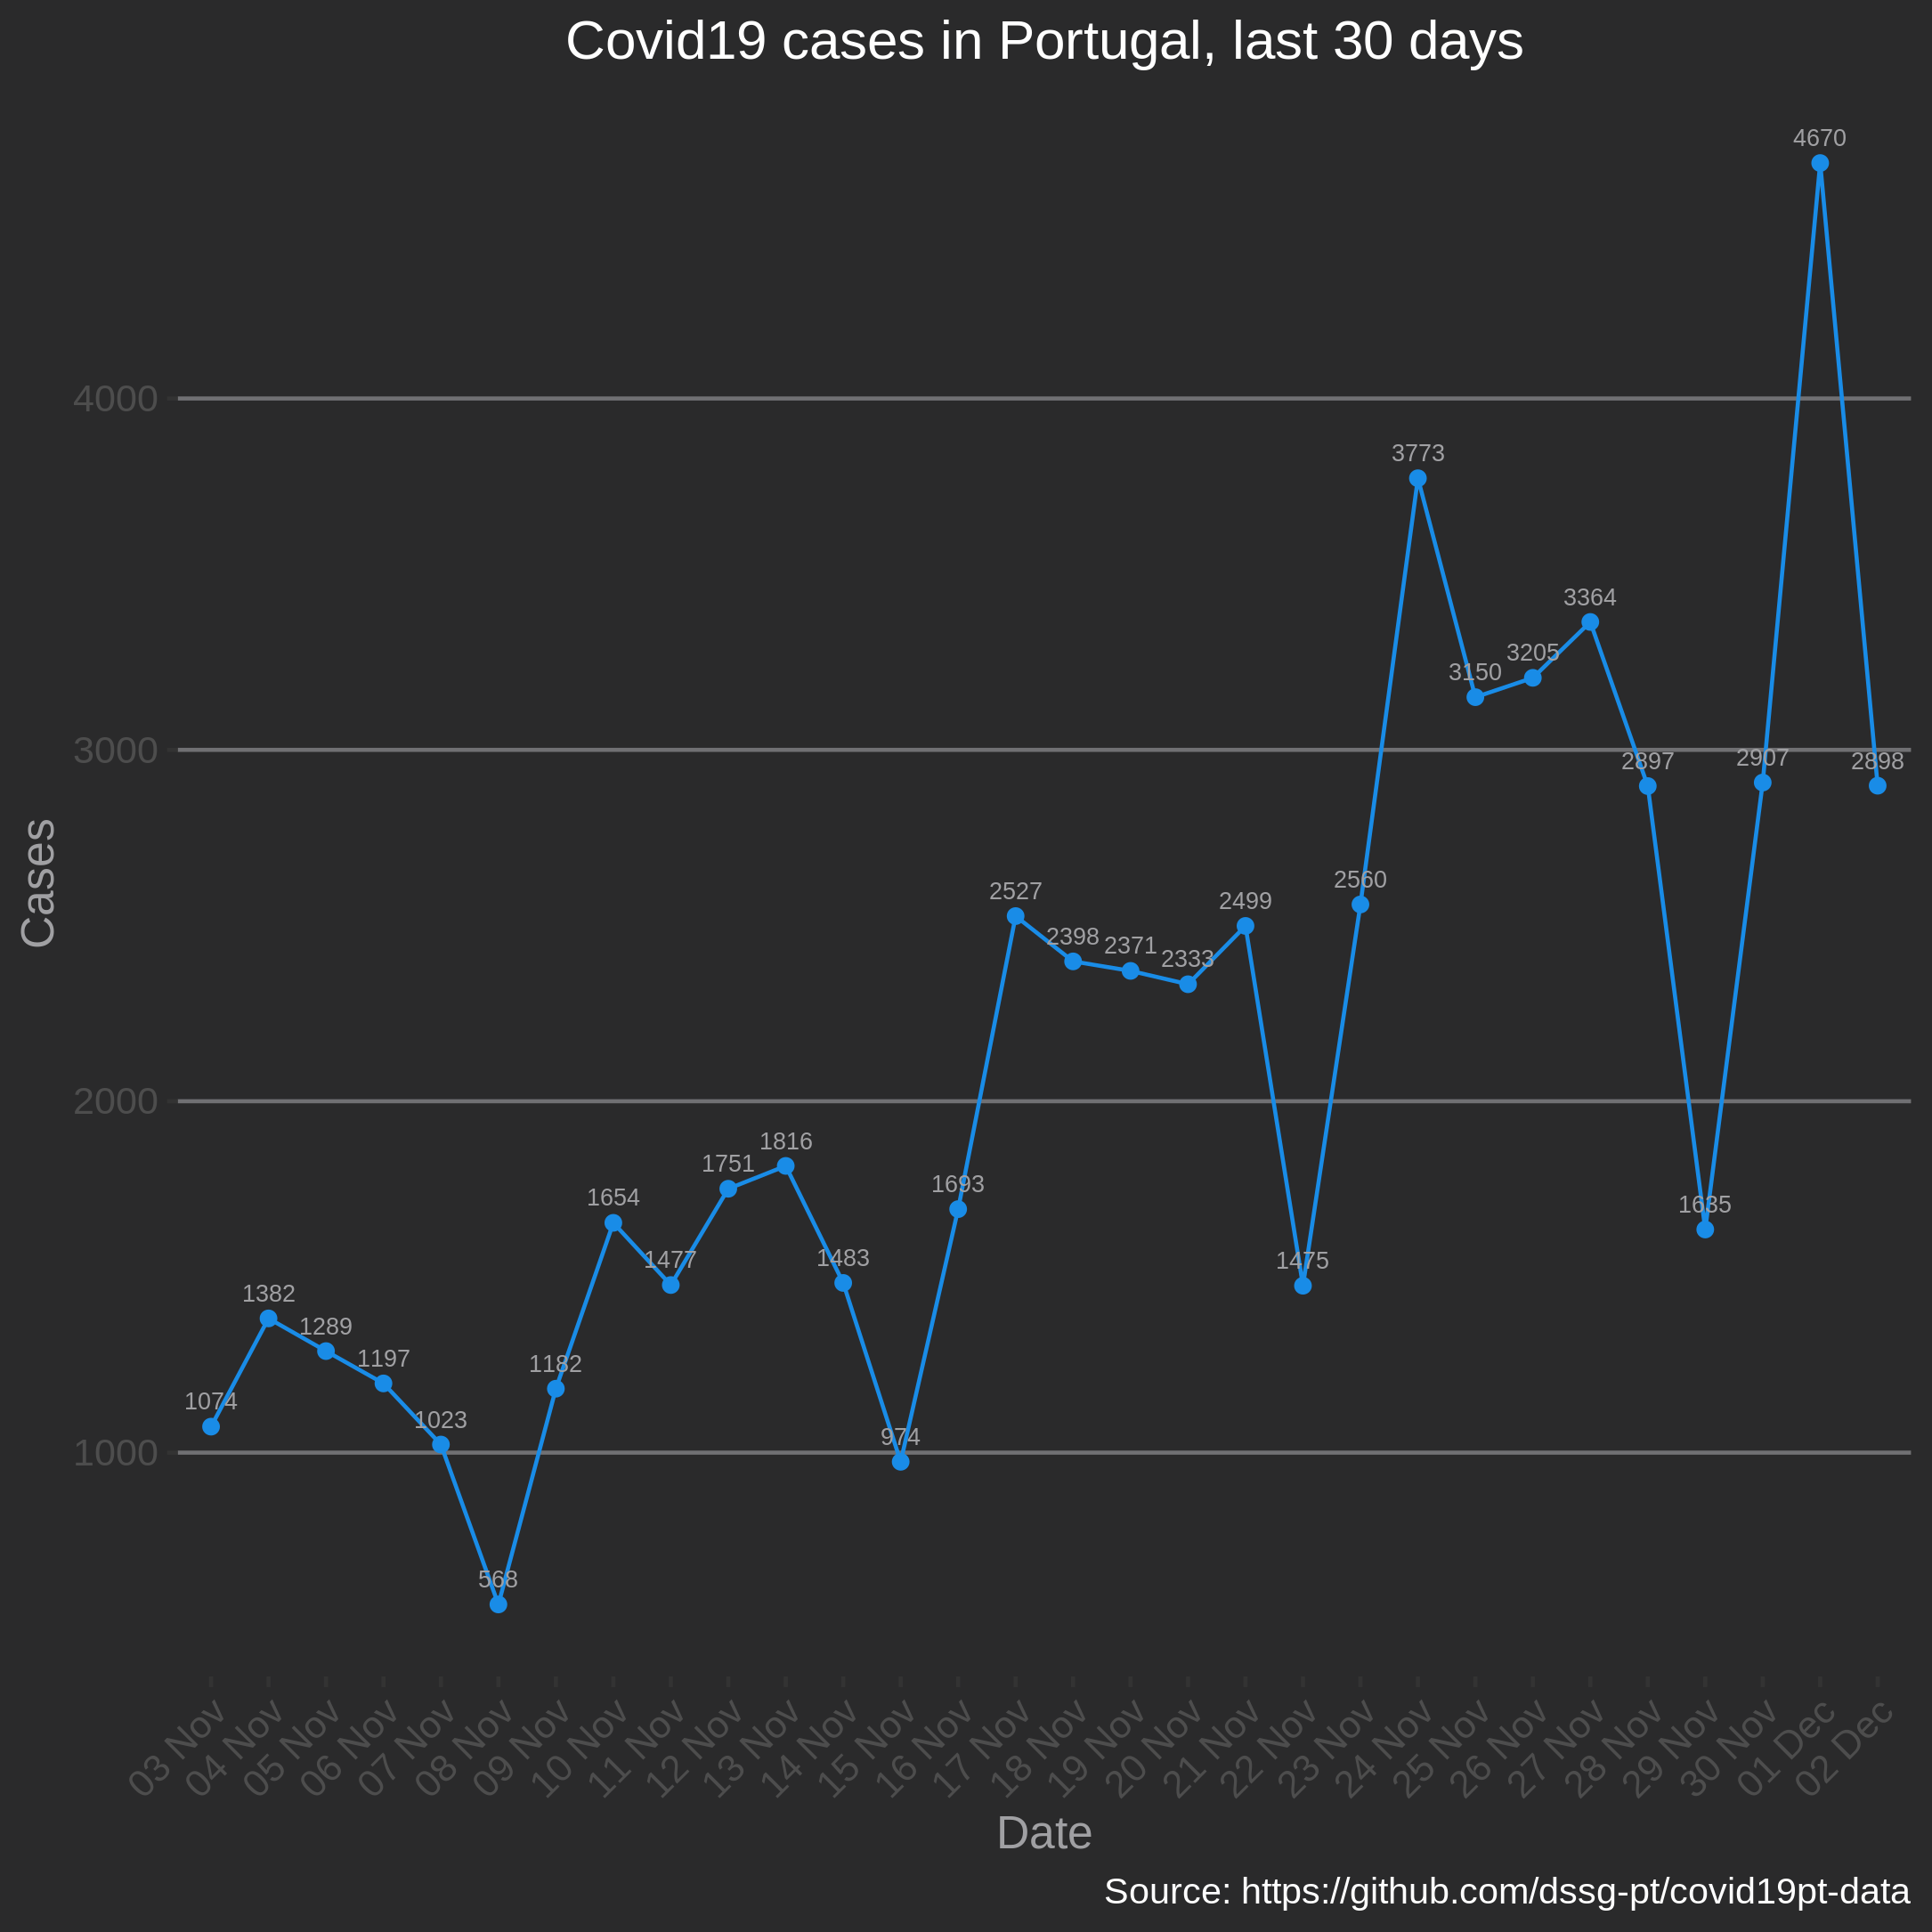 Covid19 cases in Portugal, last 30 days
4670
4000
3773
3364
3205
3150
3000
2897
2907
2898
Cases
2560
2527
2499
2398
2371
2333
2000
1816
1751
1693
1654
1635
1477
1483
1475
1382
1289
1197
1182
1074
1023
974
1000
568
03 Nov
04 Nov
05 Nov
06 Nov
07 Nov
08 Nov
09 Nov
10 Nov
11 Nov
12 Nov
13 Nov
14 Nov
15 Nov
16 Nov
17 Nov
18 Nov
19 Nov
20 Nov
21 Nov
22 Nov
23 Nov
24 Nov
25 Nov
26 Nov
27 Nov
28 Nov
29 Nov
30 Nov
01 Dec
02 Dec
Date
Source: https://github.com/dssg-pt/covid19pt-data